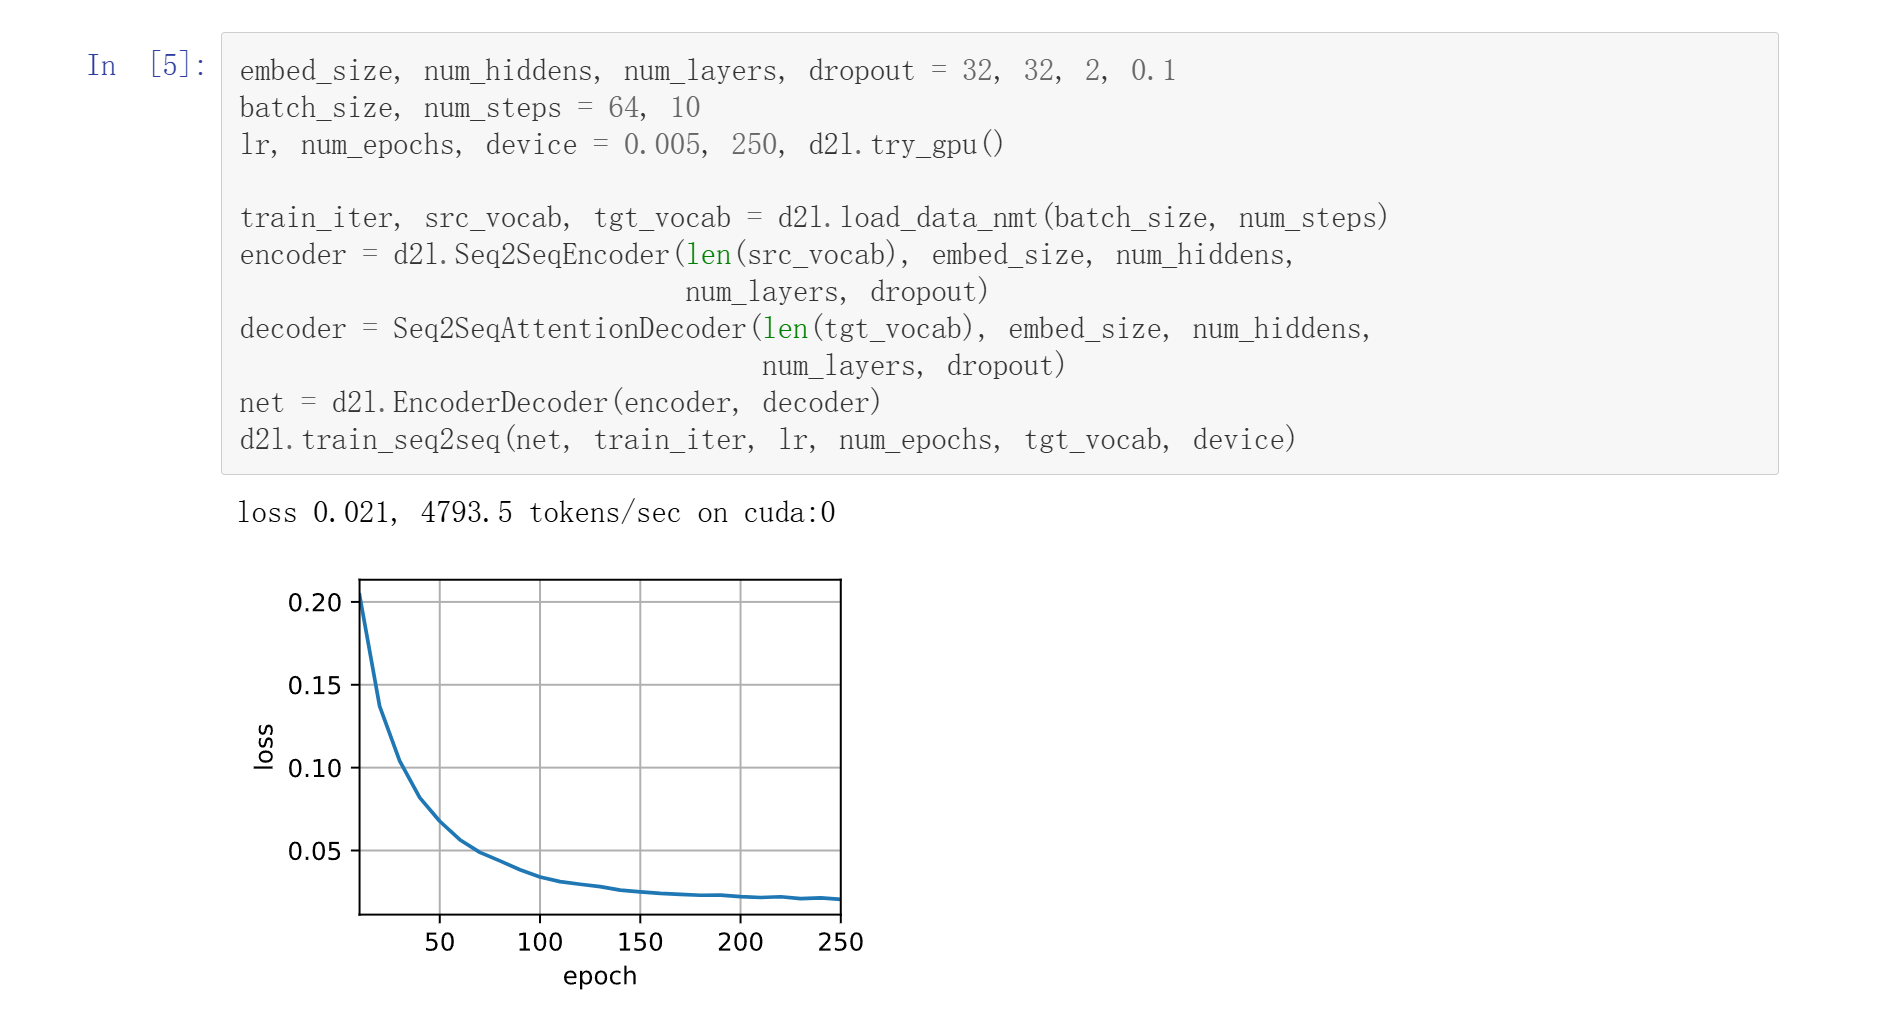 In [5]:
embed_size, num_hiddens, num_layers, dropout = 32, 32, 2, 0.1
batch_size, num_steps = 64, 10
lr, num_epochs, device = 0.005, 250, d2l.try_gpu()
train_iter, src_vocab, tgt_vocab = d2l.load_data_nmt(batch_size, num_steps)
encoder = d2l.Seq2SeqEncoder(len(src_vocab), embed_size, num_hiddens,
num_layers, dropout)
decoder = Seq2SeqAttentionDecoder(len(tgt_vocab), embed_size, num_hiddens,
num_layers, dropout)
net = d2l.EncoderDecoder(encoder, decoder)
d2l.train_seq2seq(net, train_iter, lr, num_epochs, tgt_vocab, device)
loss 0.021, 4793.5 tokens/sec on cuda:0
0.20
0.15
0.10
0.05
loss
50 100 150 200 250
epoch